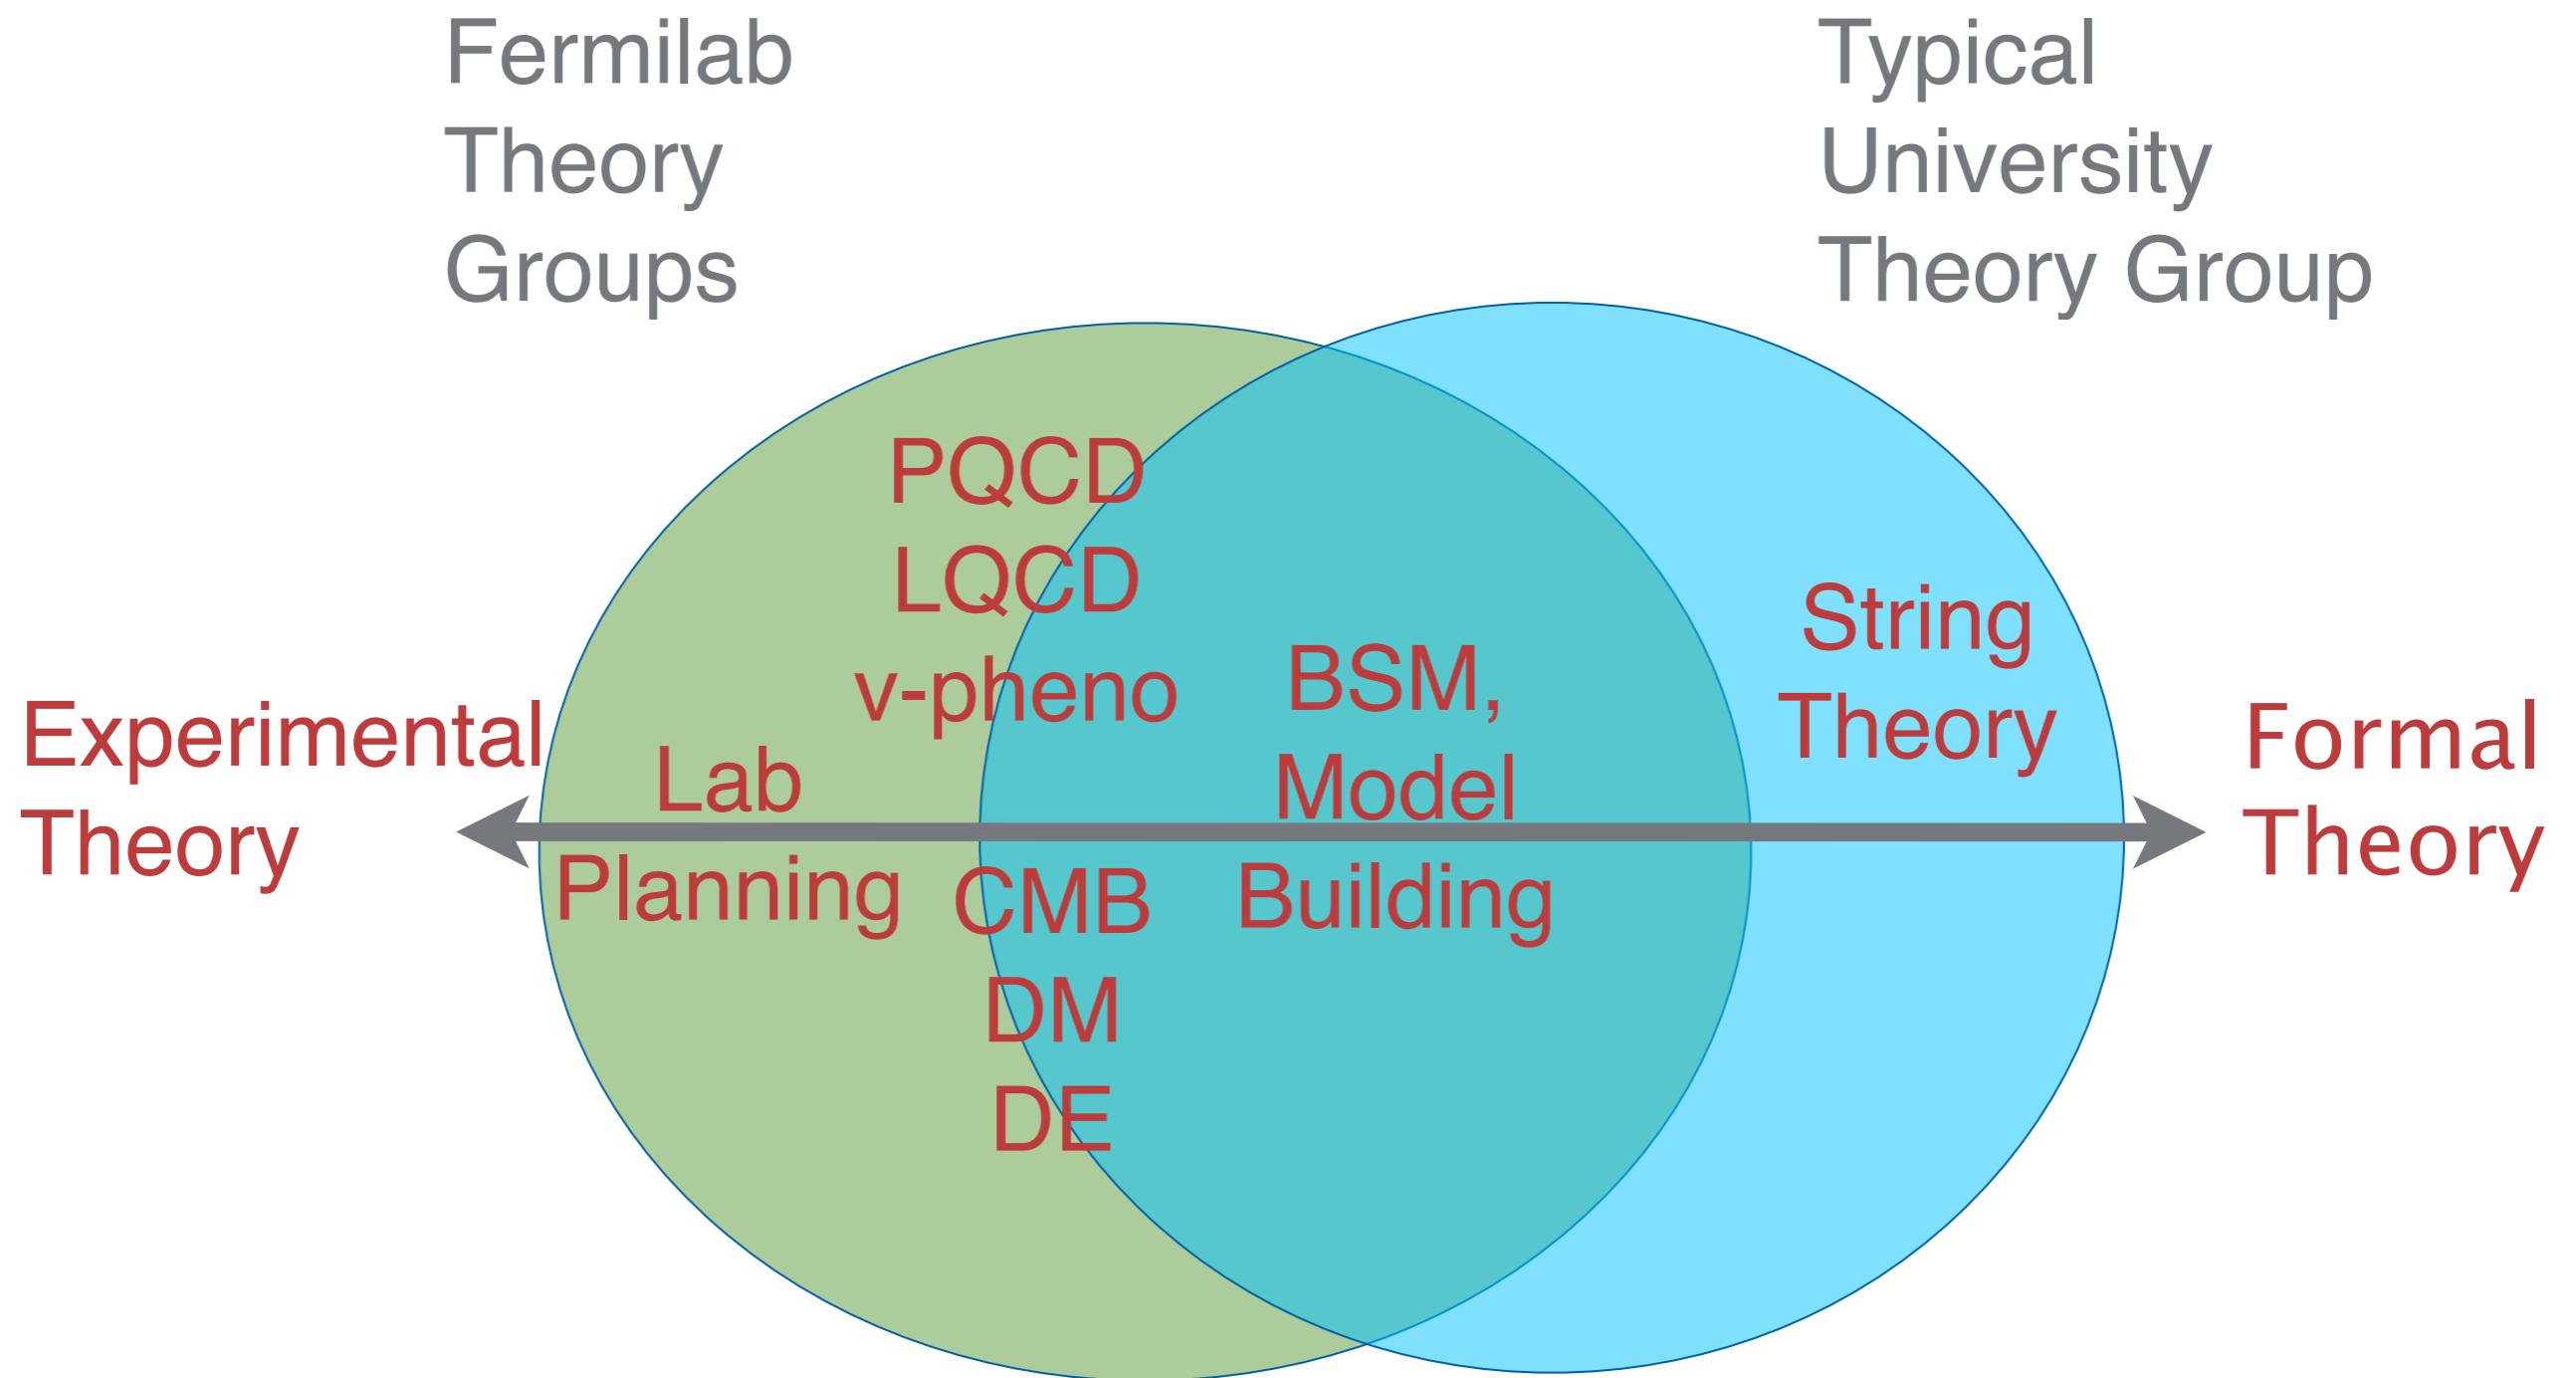 Fermilab
Theory
Groups
Typical
University
Theory Group
PQCD
LQCD
v-pheno
BSM,
Model
Building
String
Theory
Experimental
Theory
Lab
Planning
CMB
DM
DE
Formal
Theory